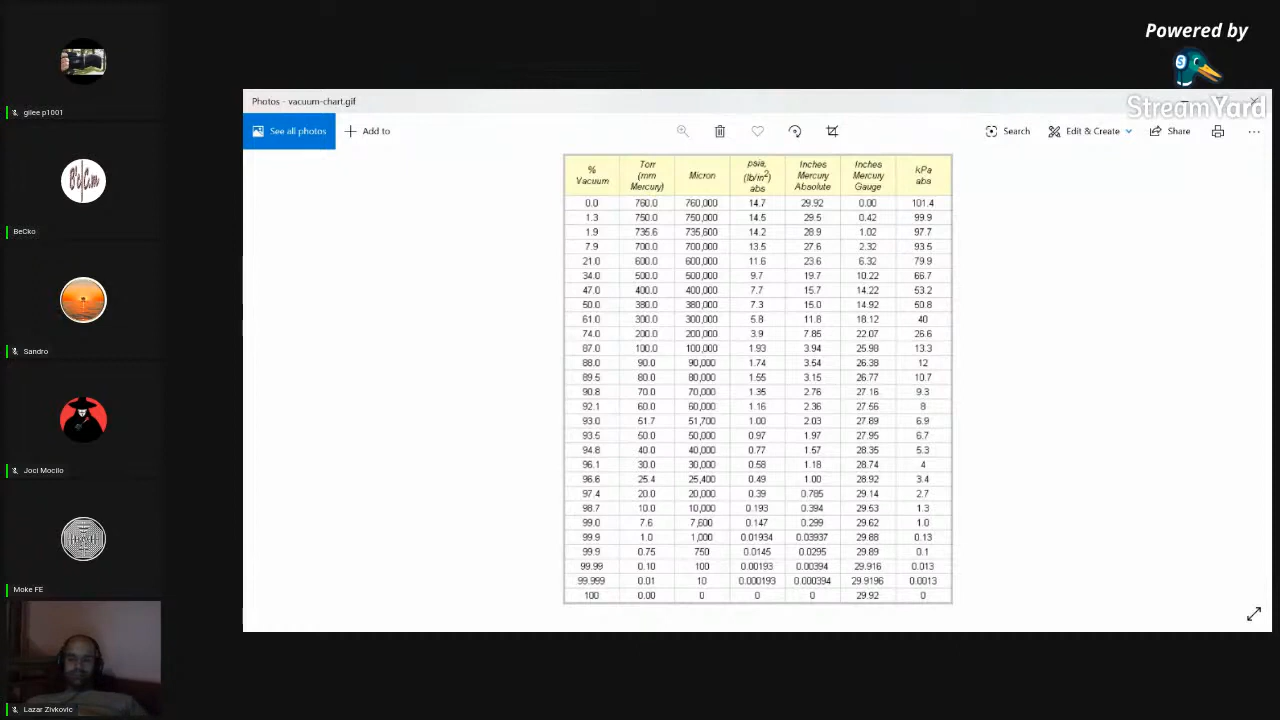 Powered by
StreamYard
gilee p1001
BeCko
Sandro
Joci Mocilo
Moke FE
Lazar Zivkovic
Photos - vacuum-chart.gif
See all photos
Add to
Search
Edit & Create
Share
% Vacuum Torr (mm Mercury) Micron psia, (lb/in2) abs Inches Mercury Absolute Inches Mercury Gauge kPa abs
0.0 760.0 760,000 14.7 29.92 0.00 101.4
1.3 750.0 750,000 14.5 29.5 0.42 99.9
1.9 735.6 735,600 14.2 28.9 1.02 97.7
7.9 700.0 700,000 13.5 27.6 2.32 93.5
21.0 600.0 600,000 11.6 23.6 6.32 79.9
34.0 500.0 500,000 9.7 19.7 10.22 66.7
47.0 400.0 400,000 7.7 15.7 14.22 53.2
50.0 380.0 380,000 7.3 15.0 14.92 50.8
61.0 300.0 300,000 5.8 11.8 18.12 40
74.0 200.0 200,000 3.9 7.85 22.07 26.6
87.0 100.0 100,000 1.93 3.94 25.98 13.3
88.0 90.0 90,000 1.74 3.54 26.38 12
89.5 80.0 80,000 1.55 3.15 26.77 10.7
90.8 70.0 70,000 1.35 2.76 27.16 9.3
92.1 60.0 60,000 1.16 2.36 27.56 8
93.0 51.7 51,700 1.00 2.03 27.89 6.9
93.5 50.0 50,000 0.97 1.97 27.95 6.7
94.8 40.0 40,000 0.77 1.57 28.35 5.3
96.1 30.0 30,000 0.58 1.18 28.74 4
96.6 25.4 25,400 0.49 1.00 28.92 3.4
97.4 20.0 20,000 0.39 0.785 29.14 2.7
98.7 10.0 10,000 0.193 0.394 29.53 1.3
99.0 7.6 7,600 0.147 0.299 29.62 1.0
99.9 1.0 1,000 0.01934 0.03937 29.88 0.13
99.9 0.75 750 0.0145 0.0295 29.89 0.1
99.99 0.10 100 0.00193 0.00394 29.916 0.013
99.999 0.01 10 0.000193 0.000394 29.9196 0.0013
100 0.00 0 0 0 29.92 0